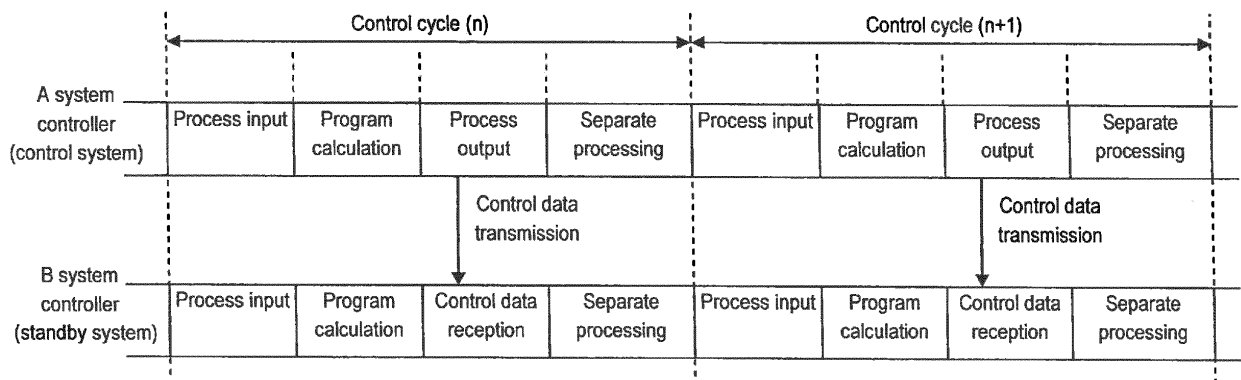 Control cycle (n)
Control cycle (n+1)
A system
controller
(control system)
Process input
Program
calculation
Process
output
Separate
processing
Process input
Program
calculation
Process
output
Separate
processing
Control data
transmission
Control data
transmission
B system
controller
(standby system)
Process input
Program
calculation
Control data
reception
Separate
processing
Process input
Program
calculation
Control data
reception
Separate
processing